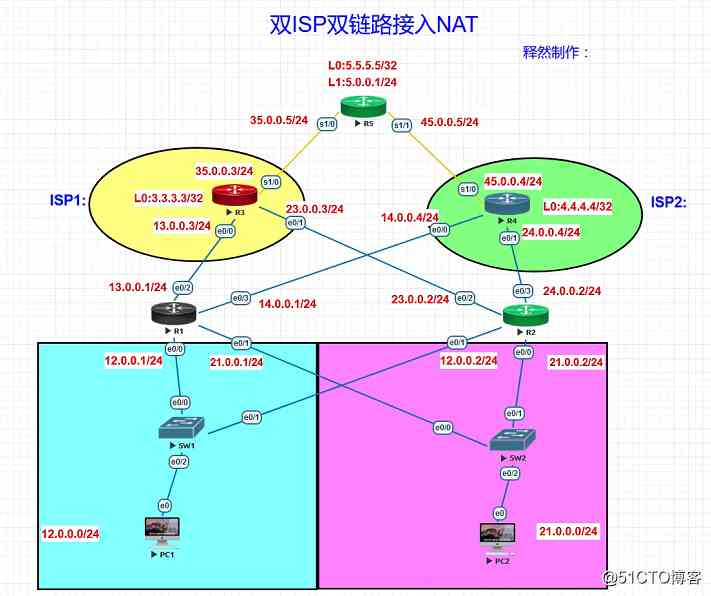 双ISP双链路接入NAT
释然制作：
L0:5.5.5.5/32
L1:5.0.0.1/24
35.0.0.5/24
s1/0
R5
s1/1
45.0.0.5/24
ISP1:
35.0.0.3/24
s1/0
L0:3.3.3.3/32
R3
23.0.0.3/24
13.0.0.3/24
e0/0
e0/1
45.0.0.4/24
s1/0
ISP2:
L0:4.4.4.4/32
14.0.0.4/24
R4
e0/0
e0/1
24.0.0.4/24
13.0.0.1/24
e0/2
e0/3
14.0.0.1/24
R1
23.0.0.2/24
e0/2
e0/3
24.0.0.2/24
R2
e0/0
e0/1
12.0.0.1/24
21.0.0.1/24
e0/1
e0/0
12.0.0.2/24
21.0.0.2/24
e0/0
e0/1
SW1
e0/2
e0/0
e0/1
SW2
e0/2
e0
PC1
12.0.0.0/24
e0
PC2
21.0.0.0/24
@51CTO博客